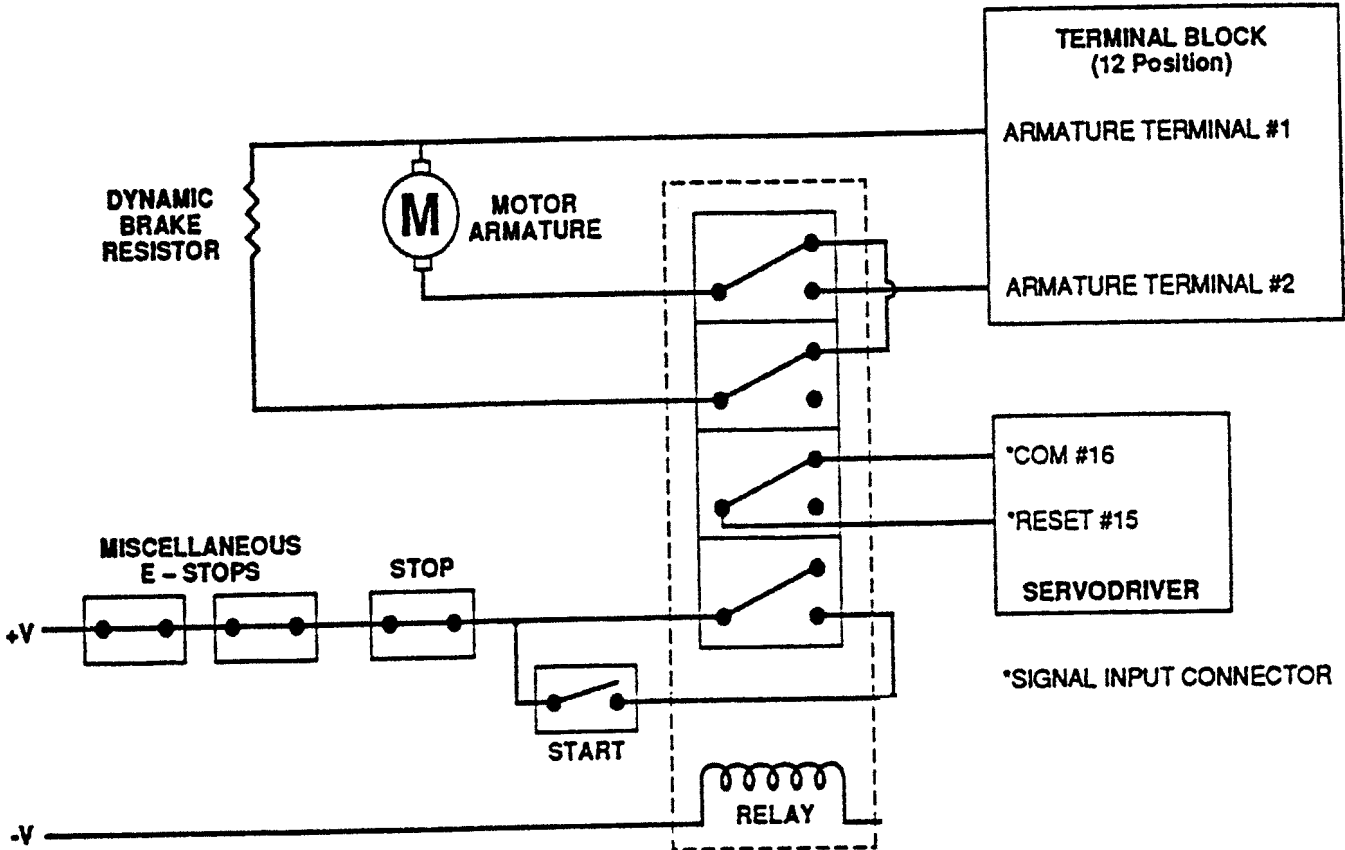 TERMINAL BLOCK
(12 Position)
ARMATURE TERMINAL #1
DYNAMIC
BRAKE
RESISTOR
M
MOTOR
ARMATURE
ARMATURE TERMINAL #2
*COM #16
*RESET #15
SERVODRIVER
MISCELLANEOUS
E – STOPS
STOP
+V
*SIGNAL INPUT CONNECTOR
START
RELAY
-V